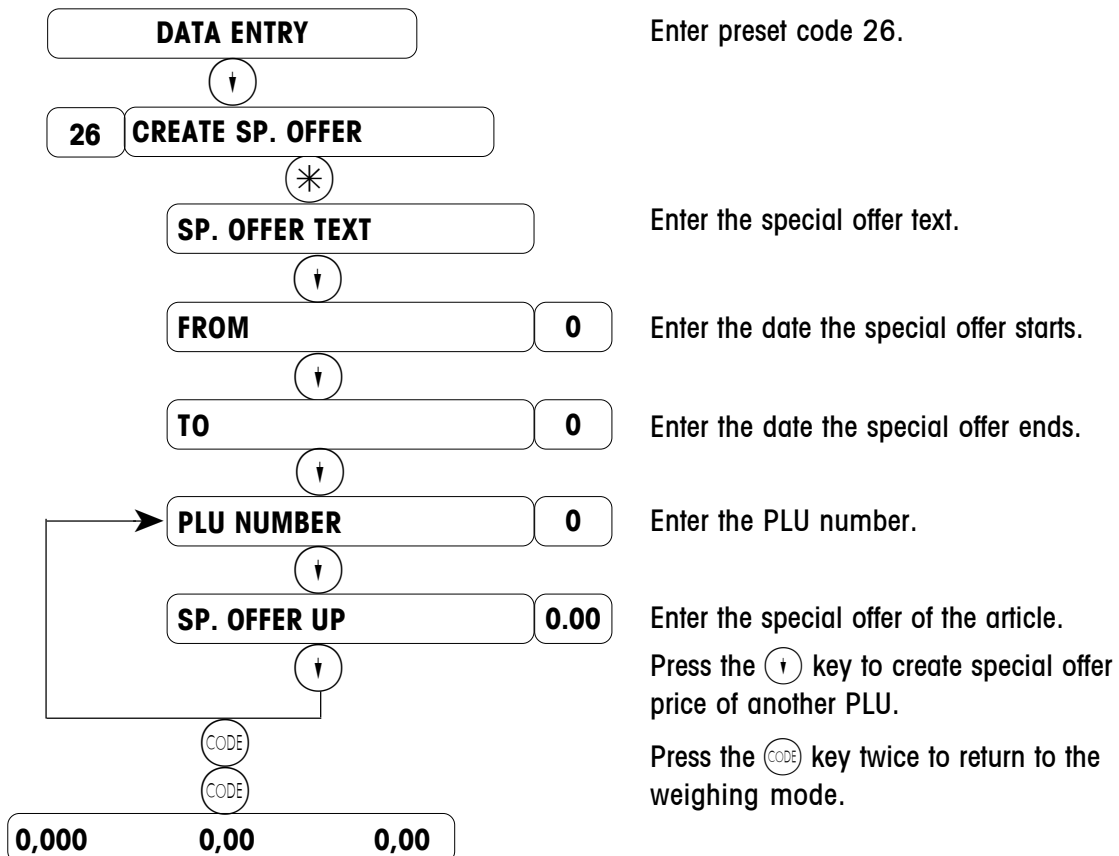 DATA ENTRY
Enter preset code 26.
26 CREATE SP. OFFER
SP. OFFER TEXT
Enter the special offer text.
FROM 0
Enter the date the special offer starts.
TO 0
Enter the date the special offer ends.
PLU NUMBER 0
Enter the PLU number.
SP. OFFER UP 0.00
Enter the special offer of the article.
Press the key to create special offer
price of another PLU.
CODE
Press the CODE key twice to return to the
weighing mode.
CODE
0,000 0,00 0,00